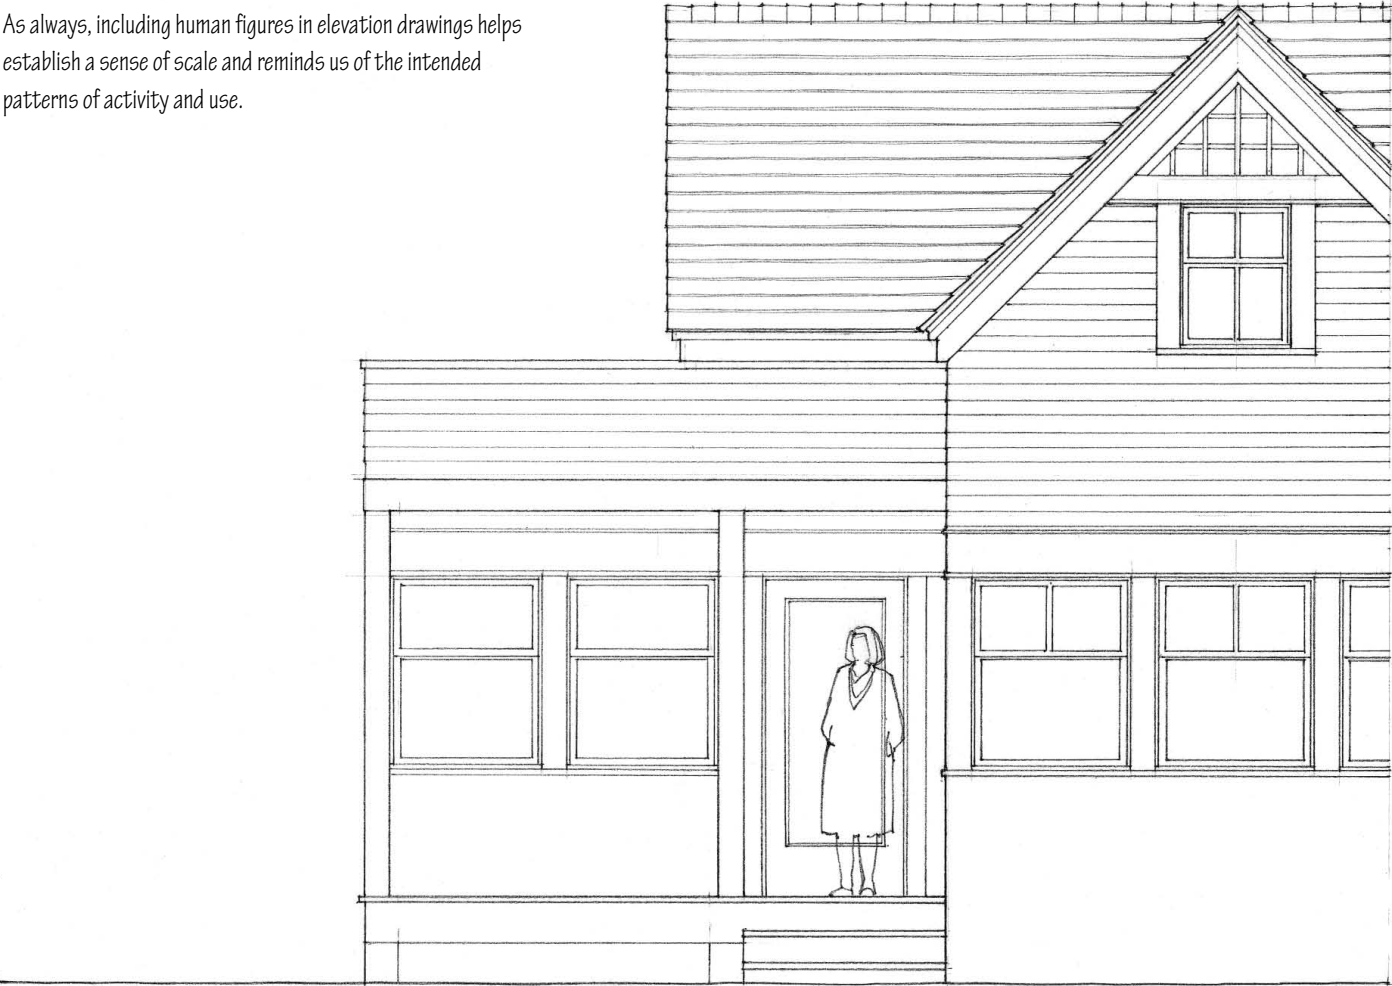 As always, including human figures in elevation drawings helps
establish a sense of scale and reminds us of the intended
patterns of activity and use.